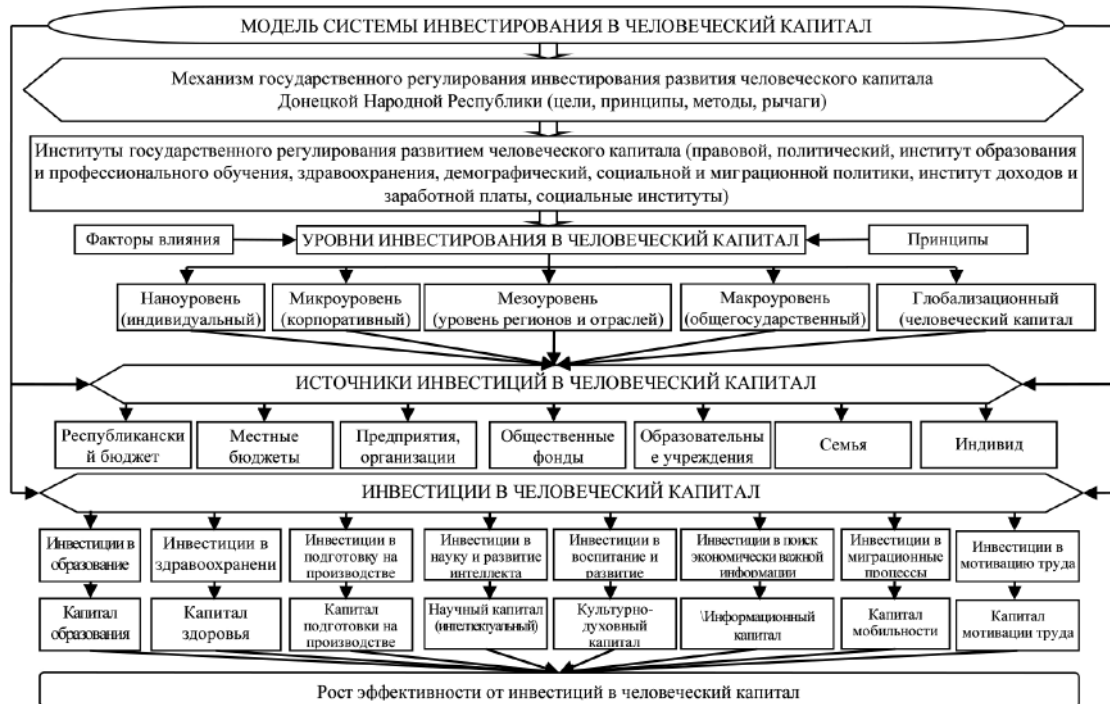 МОДЕЛЬ СИСТЕМЫ ИНВЕСТИРОВАНИЯ В ЧЕЛОВЕЧЕСКИЙ КАПИТАЛ
Механизм государственного регулирования инвестирования развития человеческого капитала
Донецкой Народной Республики (цели, принципы, методы, рычаги)
Институты государственного регулирования развитием человеческого капитала (правовой, политический, институт образования
и профессионального обучения, здравоохранения, демографический, социальной и миграционной политики, институт доходов и
заработной платы, социальные институты)
Факторы влияния
УРОВНИ ИНВЕСТИРОВАНИЯ В ЧЕЛОВЕЧЕСКИЙ КАПИТАЛ
Принципы
Наноуровень
(индивидуальный)
Микроуровень
(корпоративный)
Мезоуровень
(уровень регионов и отраслей)
Макроуровень
(общегосударственный)
Глобализационный
(человеческий капитал
ИСТОЧНИКИ ИНВЕСТИЦИЙ В ЧЕЛОВЕЧЕСКИЙ КАПИТАЛ
Республикански
й бюджет
Местные
бюджеты
Предприятия,
организации
Общественные
фонды
Образовательны
е учреждения
Семья
Индивид
ИНВЕСТИЦИИ В ЧЕЛОВЕЧЕСКИЙ КАПИТАЛ
Инвестиции в
образование
Инвестиции в
здравоохранени
Инвестиции в
подготовку на
производстве
Инвестиции в
науку и развитие
интеллекта
Инвестиции в
воспитание и
развитие
Инвестиции в поиск
экономически важной
информации
Инвестиции в
миграционные
процессы
Инвестиции в
мотивацию труда
Капитал
образования
Капитал
здоровья
Капитал
подготовки на
производстве
Научный капитал
(интеллектуальный)
Культурно-
духовный
капитал
\Информационный
капитал
Капитал
мобильности
Капитал
мотивации труда
Рост эффективности от инвестиций в человеческий капитал